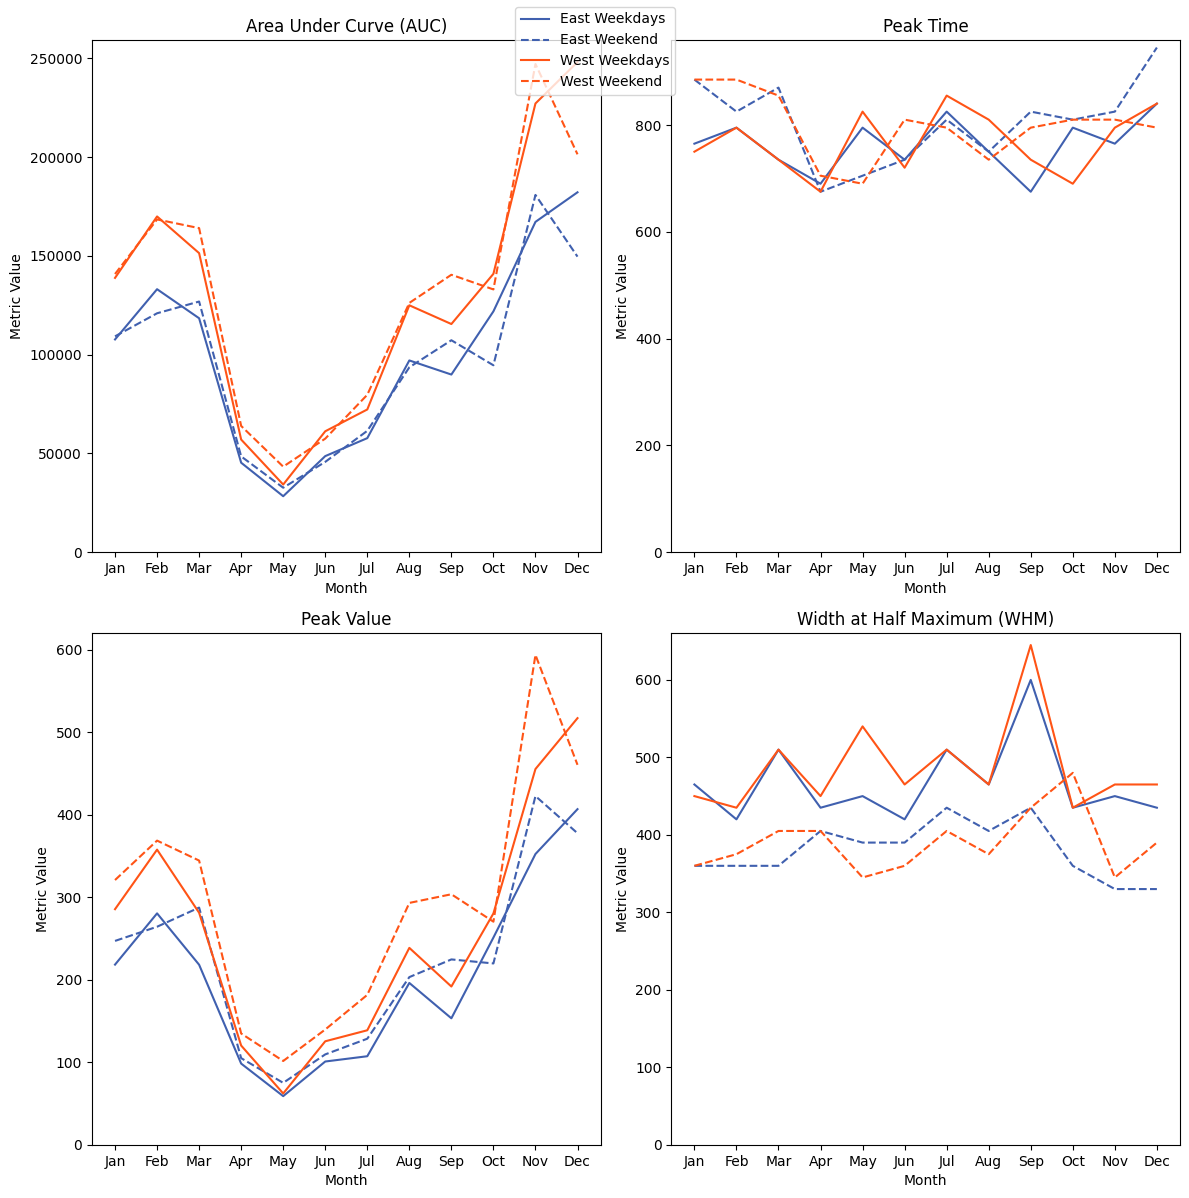 Area Under Curve (AUC)
East Weekdays
East Weekend
West Weekdays
West Weekend
250000
200000
150000
100000
50000
0
Metric Value
Jan Feb Mar Apr May Jun Jul Aug Sep Oct Nov Dec
Month
Peak Time
800
600
400
200
0
Metric Value
Jan Feb Mar Apr May Jun Jul Aug Sep Oct Nov Dec
Month
Peak Value
600
500
400
300
200
100
0
Metric Value
Jan Feb Mar Apr May Jun Jul Aug Sep Oct Nov Dec
Month
Width at Half Maximum (WHM)
600
500
400
300
200
100
0
Metric Value
Jan Feb Mar Apr May Jun Jul Aug Sep Oct Nov Dec
Month